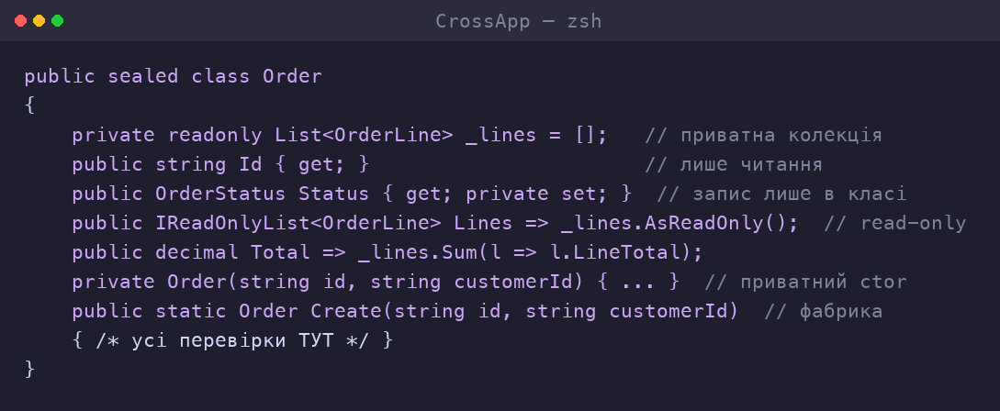 CrossApp — zsh
public sealed class Order
{
    private readonly List<OrderLine> _lines = [];   // приватна колекція
    public string Id { get; }                       // лише читання
    public OrderStatus Status { get; private set; }  // запис лише в класі
    public IReadOnlyList<OrderLine> Lines => _lines.AsReadOnly();  // read-only
    public decimal Total => _lines.Sum(l => l.LineTotal);
    private Order(string id, string customerId) { ... }  // приватний ctor
    public static Order Create(string id, string customerId)  // фабрика
    { /* усі перевірки ТУТ */ }
}